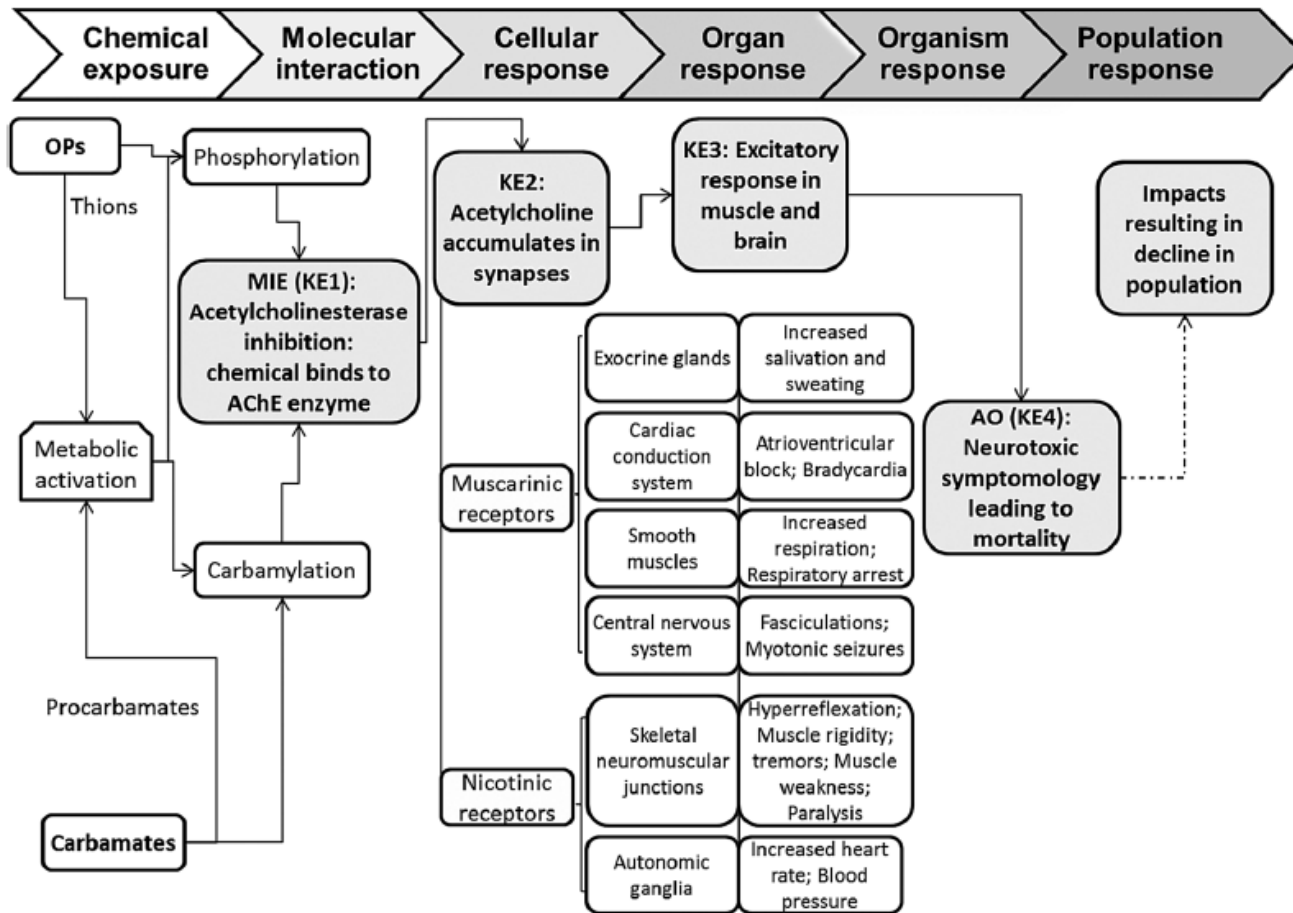 Chemical
exposure
Molecular
interaction
Cellular
response
Organ
response
Organism
response
Population
response
OPs
Thions
Phosphorylation
MIE (KE1):
Acetylcholinesterase
inhibition:
chemical binds to
AChE enzyme
Metabolic
activation
Carbamylation
Procarbamates
Carbamates
KE2:
Acetylcholine
accumulates in
synapses
KE3: Excitatory
response in
muscle and
brain
Muscarinic
receptors
Exocrine glands
Increased
salivation and
sweating
Cardiac
conduction
system
Atrioventricular
block; Bradycardia
Smooth
muscles
Increased
respiration;
Respiratory arrest
Central nervous
system
Fasciculations;
Myotonic seizures
Nicotinic
receptors
Skeletal
neuromuscular
junctions
Hyperreflexation;
Muscle rigidity;
tremors; Muscle
weakness;
Paralysis
Autonomic
ganglia
Increased heart
rate; Blood
pressure
AO (KE4):
Neurotoxic
symptomology
leading to
mortality
Impacts
resulting in
decline in
population